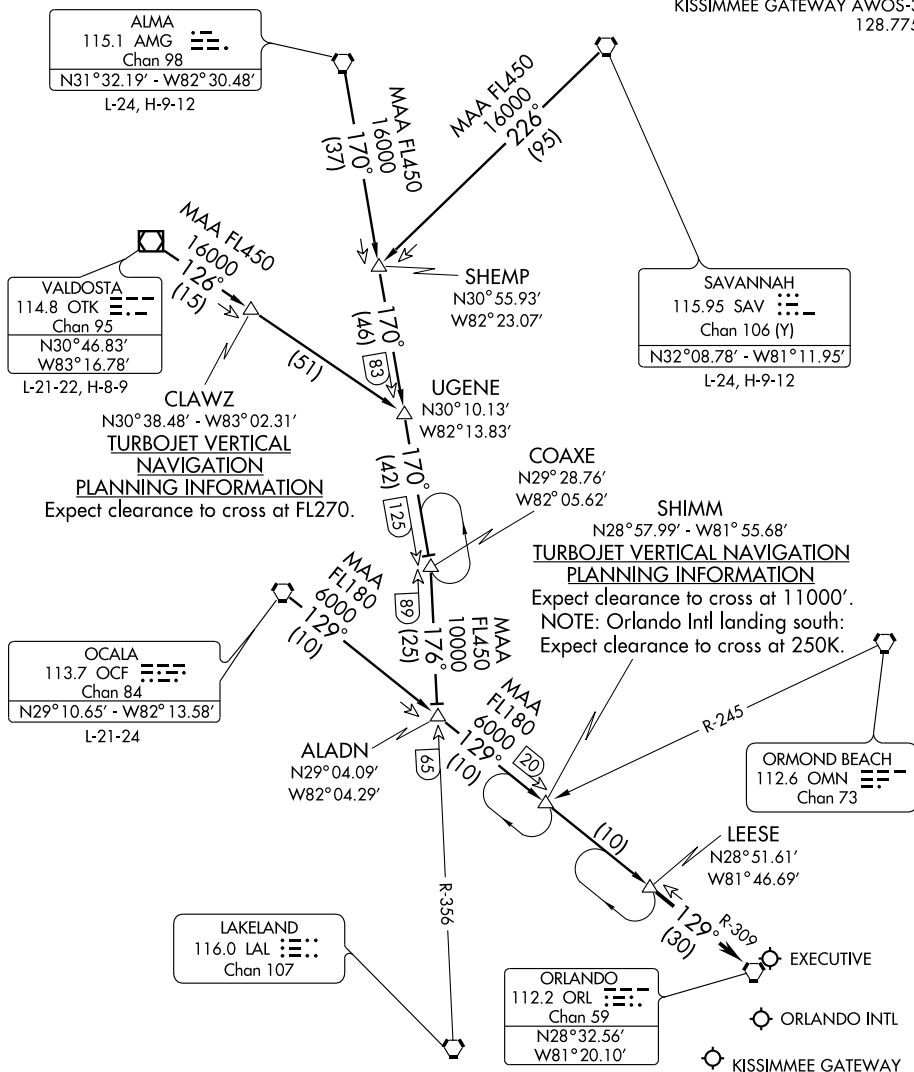 KISSIMMEE GATEWAY AWOS-3
128.775
ALMA
115.1 AMG
Chan 98
N31°32.19' - W82°30.48'
L-24, H-9-12
MAA FL450
16000
170°
(37)
MAA FL450
16000
226°
(95)
MAA FL450
16000
126°
(15)
VALDOSTA
114.8 OTK
Chan 95
N30°46.83'
W83°16.78'
L-21-22, H-8-9
SHEMP
N30°55.93'
W82°23.07'
SAVANNAH
115.95 SAV
Chan 106 (Y)
N32°08.78' - W81°11.95'
L-24, H-9-12
170°
(46)
83
(51)
CLAWZ
N30°38.48' - W83°02.31'
TURBOJET VERTICAL
NAVIGATION
PLANNING INFORMATION
Expect clearance to cross at FL270.
UGENE
N30°10.13'
W82°13.83'
170°
(42)
125
COAXE
N29°28.76'
W82°05.62'
SHIMM
N28°57.99' - W81°55.68'
TURBOJET VERTICAL NAVIGATION
PLANNING INFORMATION
Expect clearance to cross at 11000'.
NOTE: Orlando Intl landing south:
Expect clearance to cross at 250K.
MAA
FL180
6000
129°
(10)
89
MAA
FL450
10000
176°
(25)
OCALA
113.7 OCF
Chan 84
N29°10.65' - W82°13.58'
L-21-24
ALADN
N29°04.09'
W82°04.29'
65
MAA
FL180
6000
129°
(10)
20
R-245
ORMOND BEACH
112.6 OMN
Chan 73
(10)
LEESE
N28°51.61'
W81°46.69'
R-356
129°
(30)
R-309
LAKELAND
116.0 LAL
Chan 107
ORLANDO
112.2 ORL
Chan 59
N28°32.56'
W81°20.10'
EXECUTIVE
ORLANDO INTL
KISSIMMEE GATEWAY